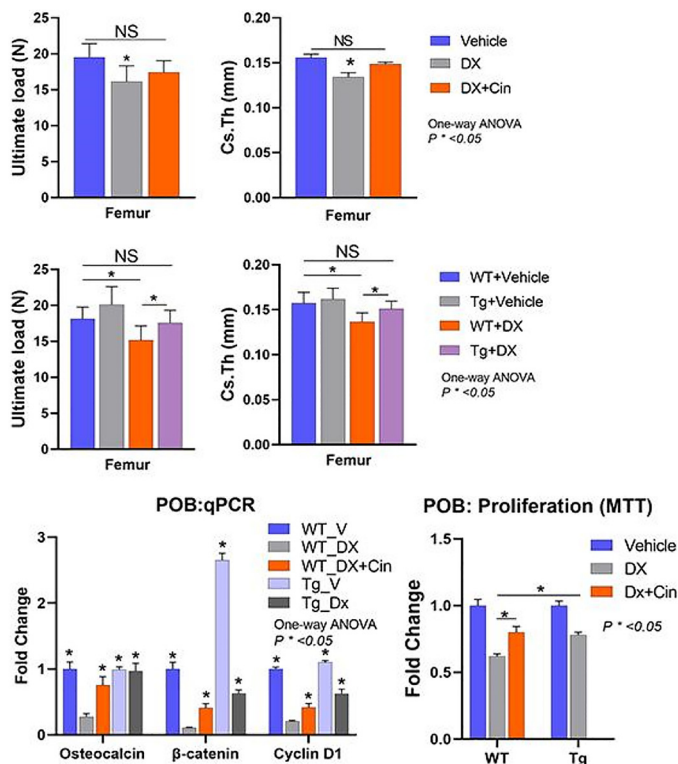 Ultimate load (N)
25
20
15
10
5
0
NS
*
Femur
Cs.Th (mm)
0.20
0.15
0.10
0.05
0.00
NS
*
Femur
Vehicle
DX
DX+Cin
One-way ANOVA
P * <0.05
Ultimate load (N)
25
20
15
10
5
0
NS
*
*
Femur
Cs.Th (mm)
0.20
0.15
0.10
0.05
0.00
NS
*
*
Femur
WT+Vehicle
Tg+Vehicle
WT+DX
Tg+DX
One-way ANOVA
P * <0.05
POB:qPCR
Fold Change
3
2
1
0
* * * *
* * * *
* * * *
Osteocalcin β-catenin Cyclin D1
WT_V
WT_DX
WT_DX+Cin
Tg_V
Tg_Dx
One-way ANOVA
P * <0.05
POB: Proliferation (MTT)
Fold Change
1.5
1.0
0.5
0.0
*
*
WT Tg
Vehicle
DX
Dx+Cin
P * <0.05